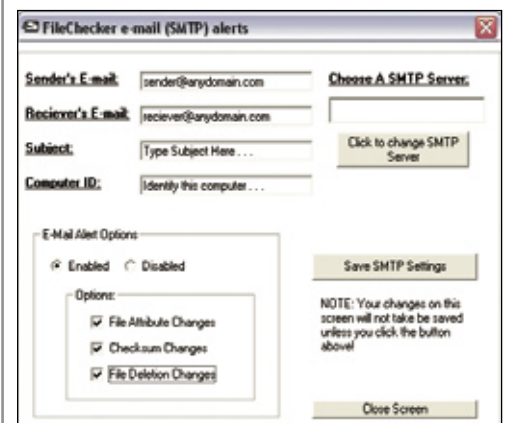 FileChecker e-mail (SMTP) alerts
Sender's E-mail: sender@anydomain.com
Reciever's E-mail: reciever@anydomain.com
Subject: Type Subject Here . . .
Computer ID: Identify this computer . . .
Choose A SMTP Server:
Click to change SMTP
Server
E-Mail Alert Options
Enabled Disabled
Options:
File Attribute Changes
Checksum Changes
File Deletion Changes
Save SMTP Settings
NOTE: Your changes on this
screen will not take be saved
unless you click the button
above!
Close Screen